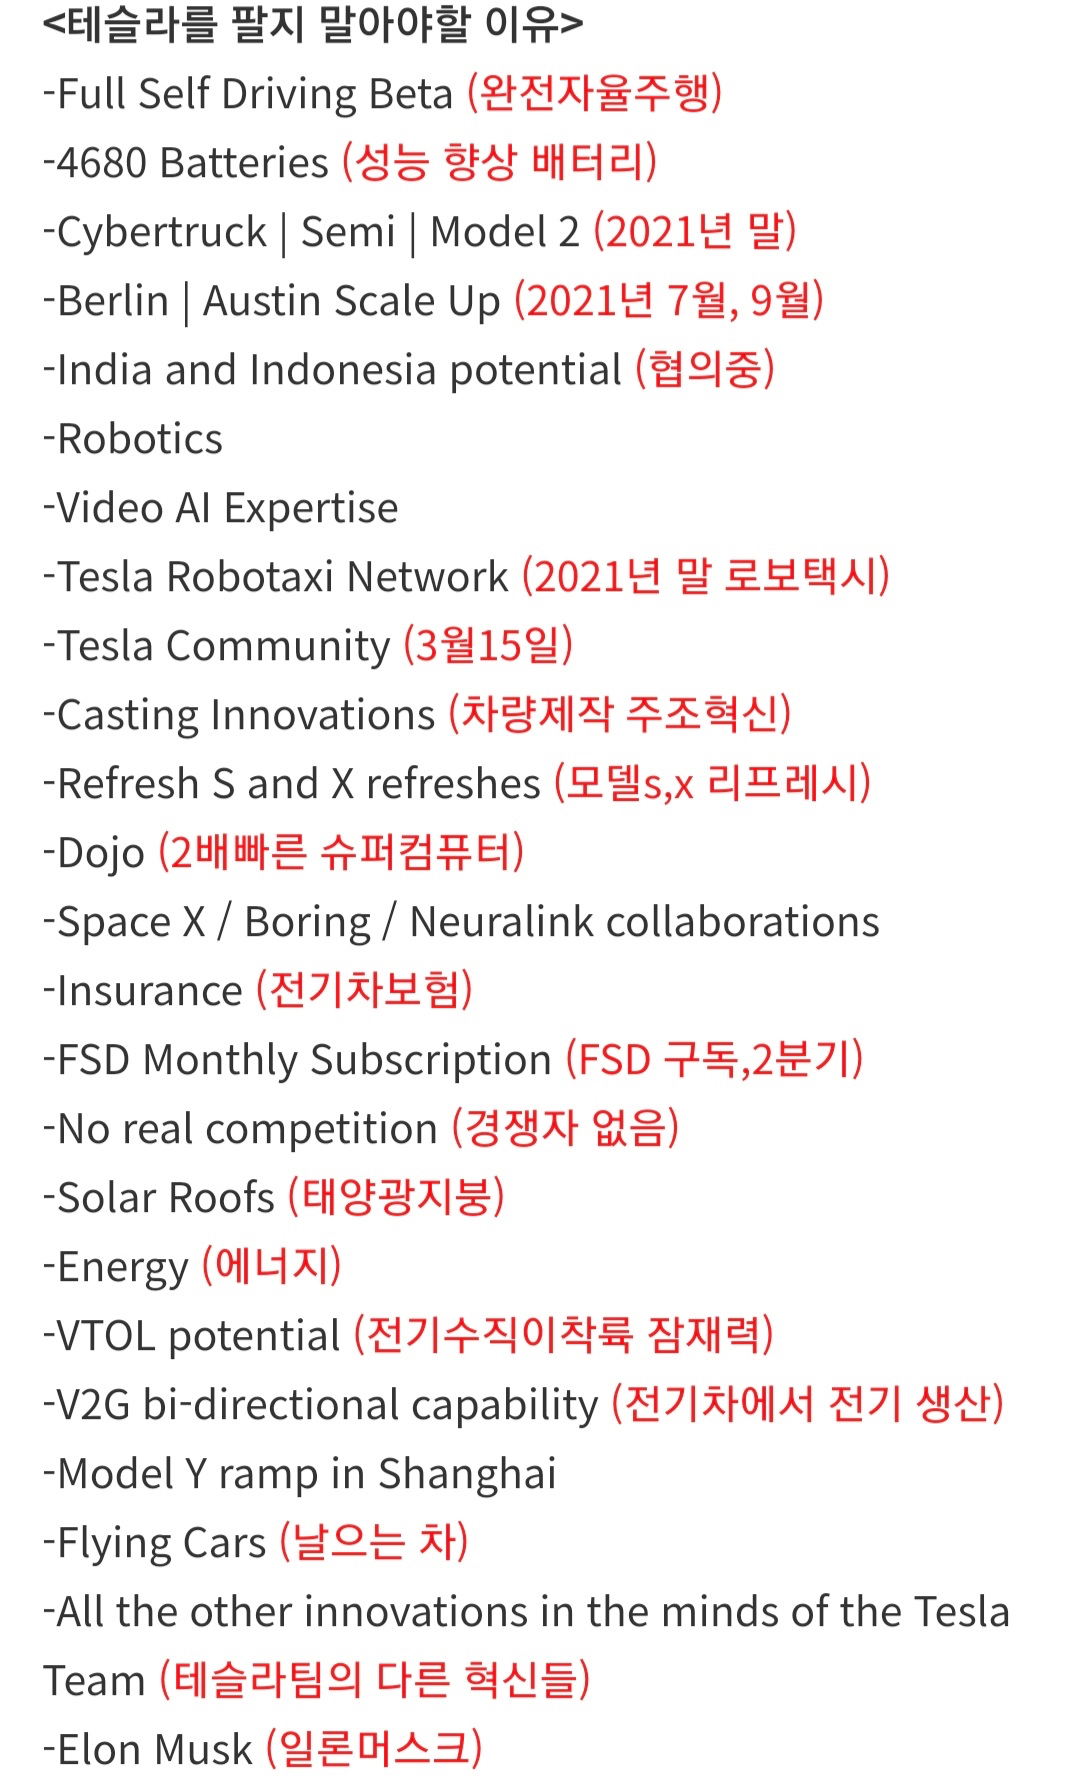 <테슬라를 팔지 말아야할 이유>
-Full Self Driving Beta (완전자율주행)
-4680 Batteries (성능 향상 배터리)
-Cybertruck | Semi | Model 2 (2021년 말)
-Berlin | Austin Scale Up (2021년 7월, 9월)
-India and Indonesia potential (협의중)
-Robotics
-Video AI Expertise
-Tesla Robotaxi Network (2021년 말 로보택시)
-Tesla Community (3월15일)
-Casting Innovations (차량제작 주조혁신)
-Refresh S and X refreshes (모델s,x 리프레시)
-Dojo (2배빠른 슈퍼컴퓨터)
-Space X / Boring / Neuralink collaborations
-Insurance (전기차보험)
-FSD Monthly Subscription (FSD 구독,2분기)
-No real competition (경쟁자 없음)
-Solar Roofs (태양광지붕)
-Energy (에너지)
-VTOL potential (전기수직이착륙 잠재력)
-V2G bi-directional capability (전기차에서 전기 생산)
-Model Y ramp in Shanghai
-Flying Cars (날으는 차)
-All the other innovations in the minds of the Tesla
Team (테슬라팀의 다른 혁신들)
-Elon Musk (일론머스크)